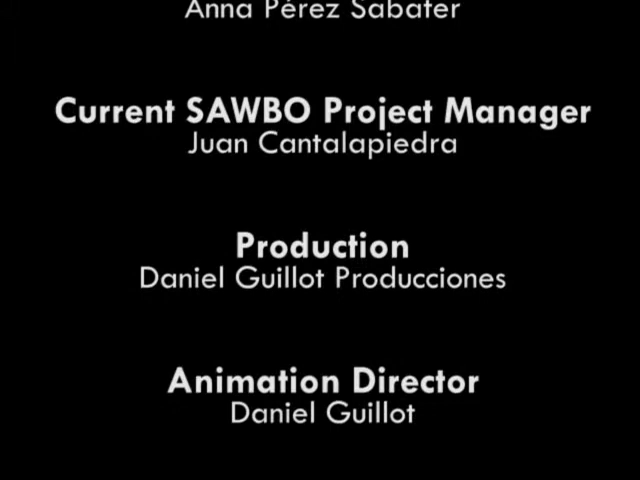 Anna Pérez Sabater
Current SAWBO Project Manager
Juan Cantalapiedra
Production
Daniel Guillot Producciones
Animation Director
Daniel Guillot